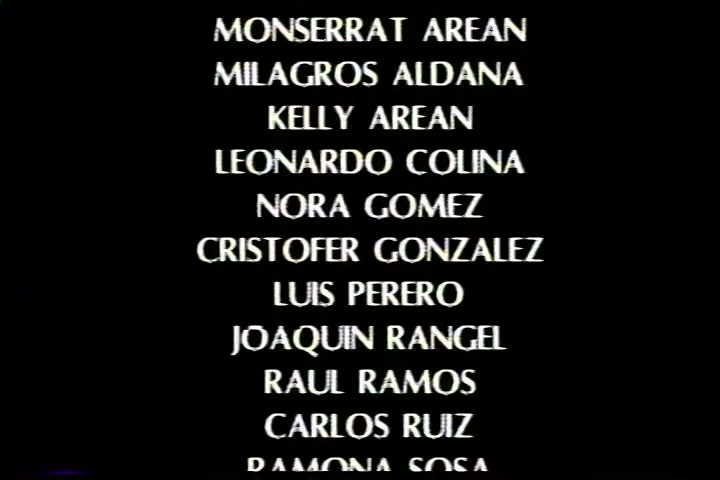 MONSERRAT AREAN
MILAGROS ALDANA
KELLY AREAN
LEONARDO COLINA
NORA GOMEZ
CRISTOFER GONZALEZ
LUIS PERERO
JOAQUIN RANGEL
RAUL RAMOS
CARLOS RUIZ
RAMONA SOSA